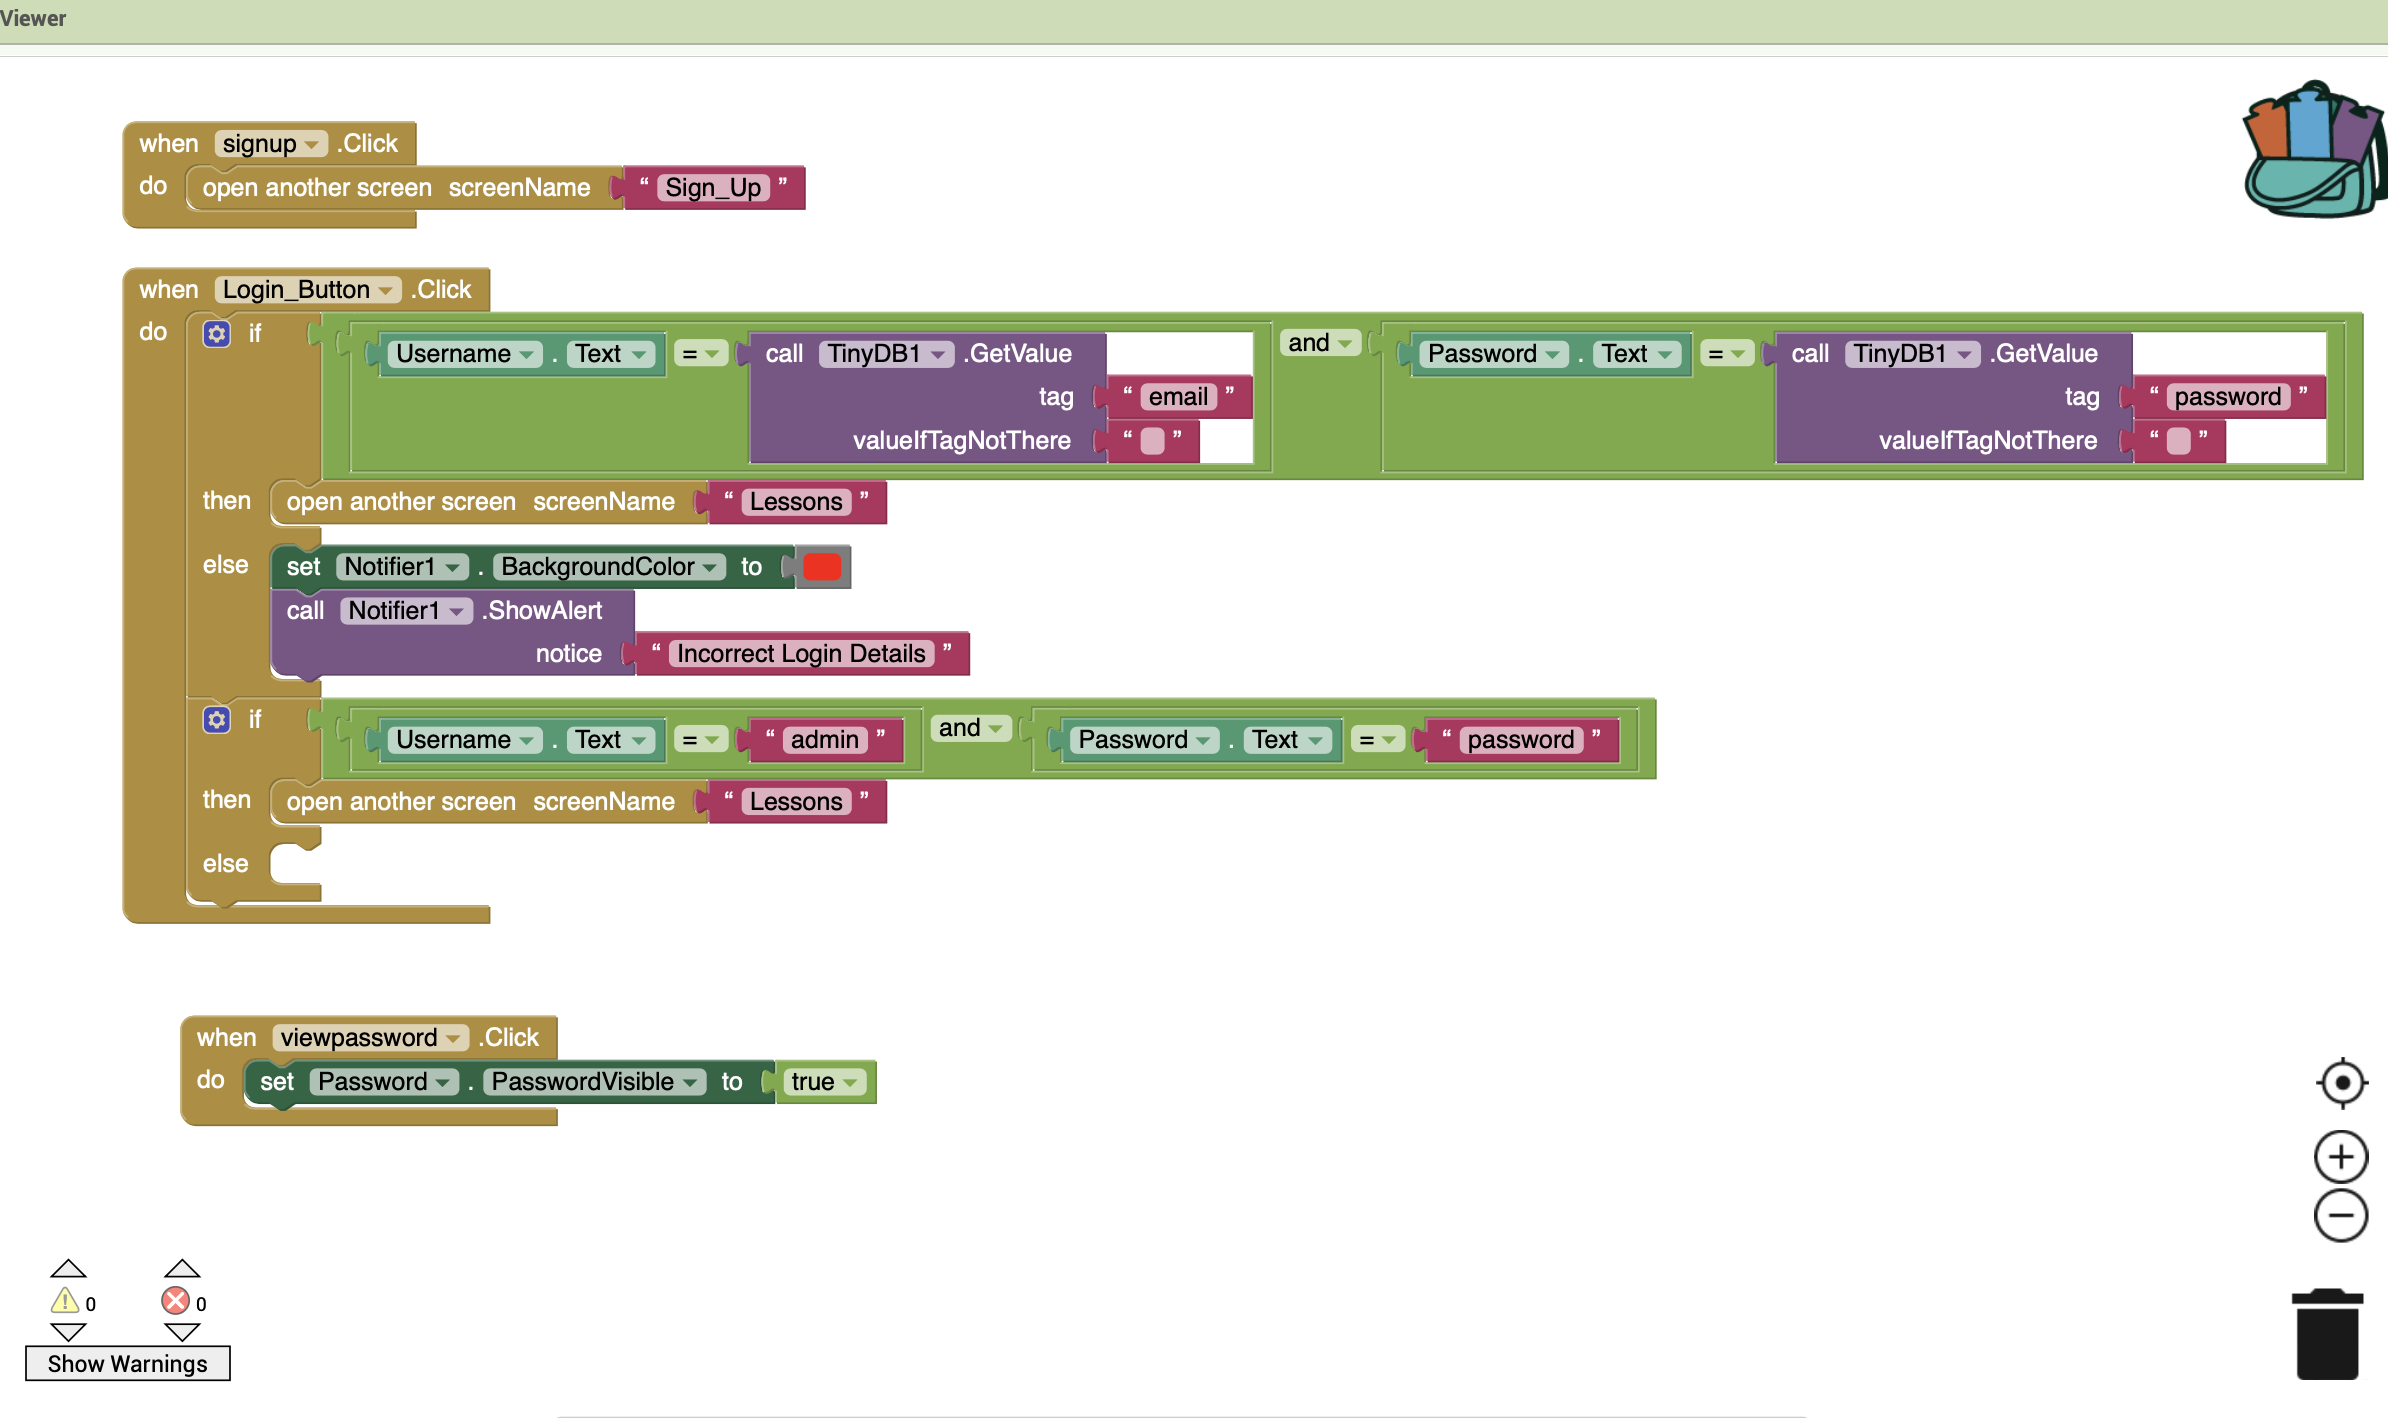 Viewer
when signup .Click
do open another screen screenName " Sign_Up "
when Login_Button .Click
do if Username . Text = call TinyDB1 .GetValue and Password . Text = call TinyDB1 .GetValue
tag " email " tag " password "
valueIfTagNotThere " " valueIfTagNotThere " "
then open another screen screenName " Lessons "
else set Notifier1 . BackgroundColor to
call Notifier1 .ShowAlert
notice " Incorrect Login Details "
if Username . Text = " admin " and Password . Text = " password "
then open another screen screenName " Lessons "
else
when viewpassword .Click
do set Password . PasswordVisible to true
0 0
Show Warnings